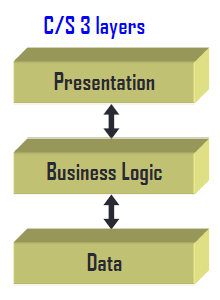 C/S 3 layers
Presentation
Business Logic
Data